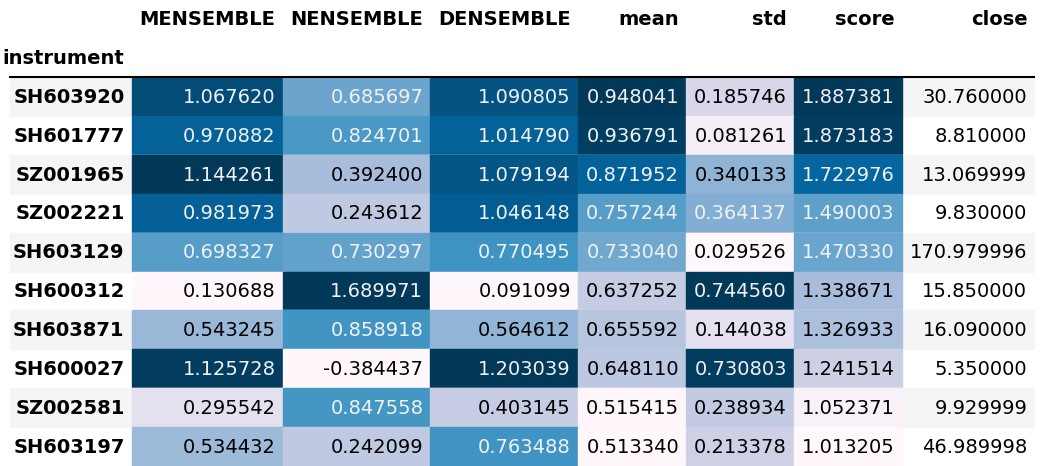 MENSEMBLE NENSEMBLE DENSEMBLE mean std score close
instrument
SH603920 1.067620 0.685697 1.090805 0.948041 0.185746 1.887381 30.760000
SH601777 0.970882 0.824701 1.014790 0.936791 0.081261 1.873183 8.810000
SZ001965 1.144261 0.392400 1.079194 0.871952 0.340133 1.722976 13.069999
SZ002221 0.981973 0.243612 1.046148 0.757244 0.364137 1.490003 9.830000
SH603129 0.698327 0.730297 0.770495 0.733040 0.029526 1.470330 170.979996
SH600312 0.130688 1.689971 0.091099 0.637252 0.744560 1.338671 15.850000
SH603871 0.543245 0.858918 0.564612 0.655592 0.144038 1.326933 16.090000
SH600027 1.125728 -0.384437 1.203039 0.648110 0.730803 1.241514 5.350000
SZ002581 0.295542 0.847558 0.403145 0.515415 0.238934 1.052371 9.929999
SH603197 0.534432 0.242099 0.763488 0.513340 0.213378 1.013205 46.989998